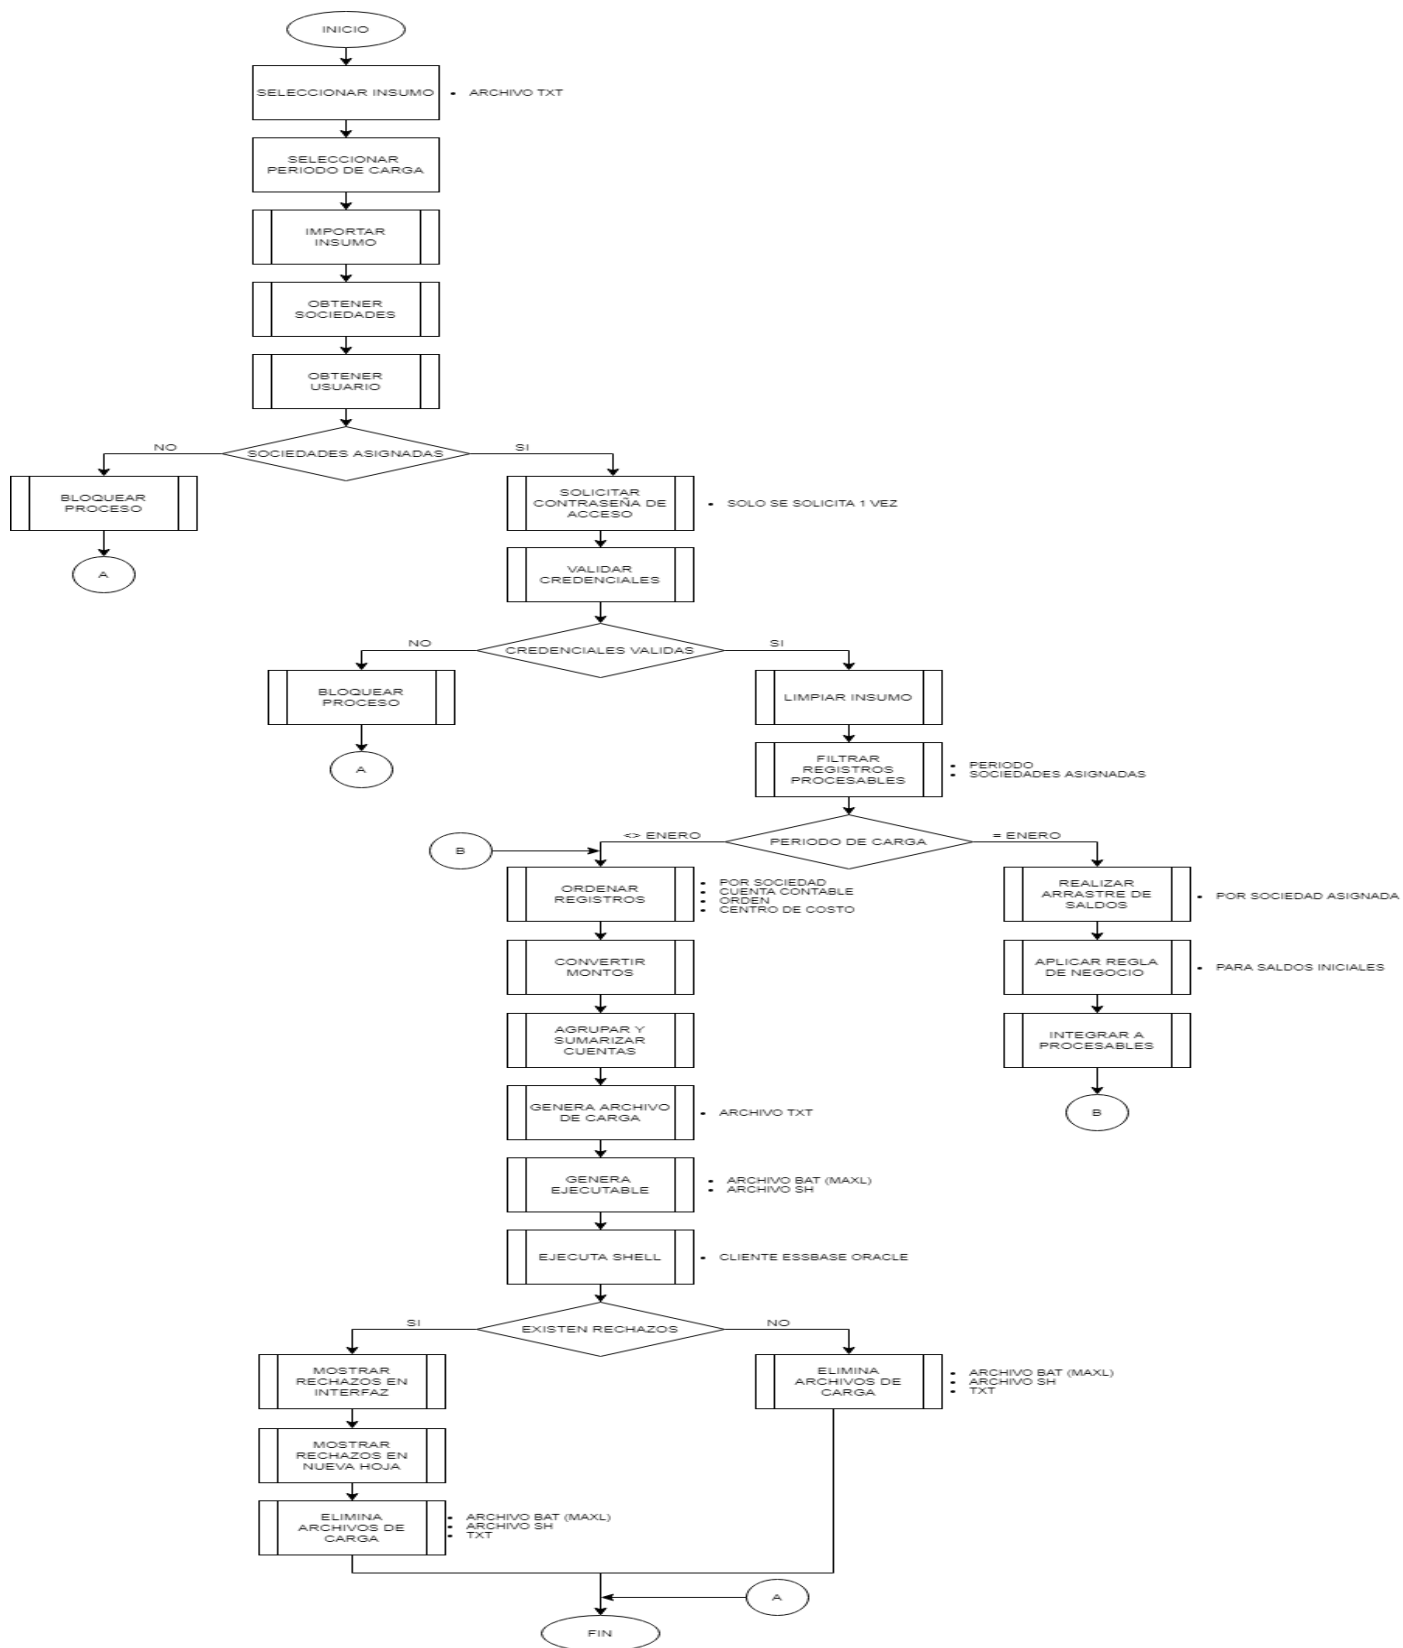 INICIO
SELECCIONAR INSUMO
• ARCHIVO TXT
SELECCIONAR
PERIODO DE CARGA
IMPORTAR
INSUMO
OBTENER
SOCIEDADES
OBTENER
USUARIO
NO
SOCIEDADES ASIGNADAS
SI
BLOQUEAR
PROCESO
A
SOLICITAR
CONTRASEÑA DE
ACCESO
• SOLO SE SOLICITA 1 VEZ
VALIDAR
CREDENCIALES
NO
CREDENCIALES VALIDAS
SI
BLOQUEAR
PROCESO
A
LIMPIAR INSUMO
FILTRAR
REGISTROS
PROCESABLES
• PERIODO
• SOCIEDADES ASIGNADAS
<> ENERO
PERIODO DE CARGA
= ENERO
B
ORDENAR
REGISTROS
• POR SOCIEDAD
• CUENTA CONTABLE
• ORDEN
• CENTRO DE COSTO
REALIZAR
ARRASTRE DE
SALDOS
• POR SOCIEDAD ASIGNADA
CONVERTIR
MONTOS
APLICAR REGLA
DE NEGOCIO
• PARA SALDOS INICIALES
AGRUPAR Y
SUMARIZAR
CUENTAS
INTEGRAR A
PROCESABLES
B
GENERA ARCHIVO
DE CARGA
• ARCHIVO TXT
GENERA
EJECUTABLE
• ARCHIVO BAT (MAXL)
• ARCHIVO SH
EJECUTA SHELL
• CLIENTE ESSBASE ORACLE
SI
EXISTEN RECHAZOS
NO
MOSTRAR
RECHAZOS EN
INTERFAZ
ELIMINA
ARCHIVOS DE
CARGA
• ARCHIVO BAT (MAXL)
• ARCHIVO SH
• TXT
MOSTRAR
RECHAZOS EN
NUEVA HOJA
ELIMINA
ARCHIVOS DE
CARGA
• ARCHIVO BAT (MAXL)
• ARCHIVO SH
• TXT
A
FIN